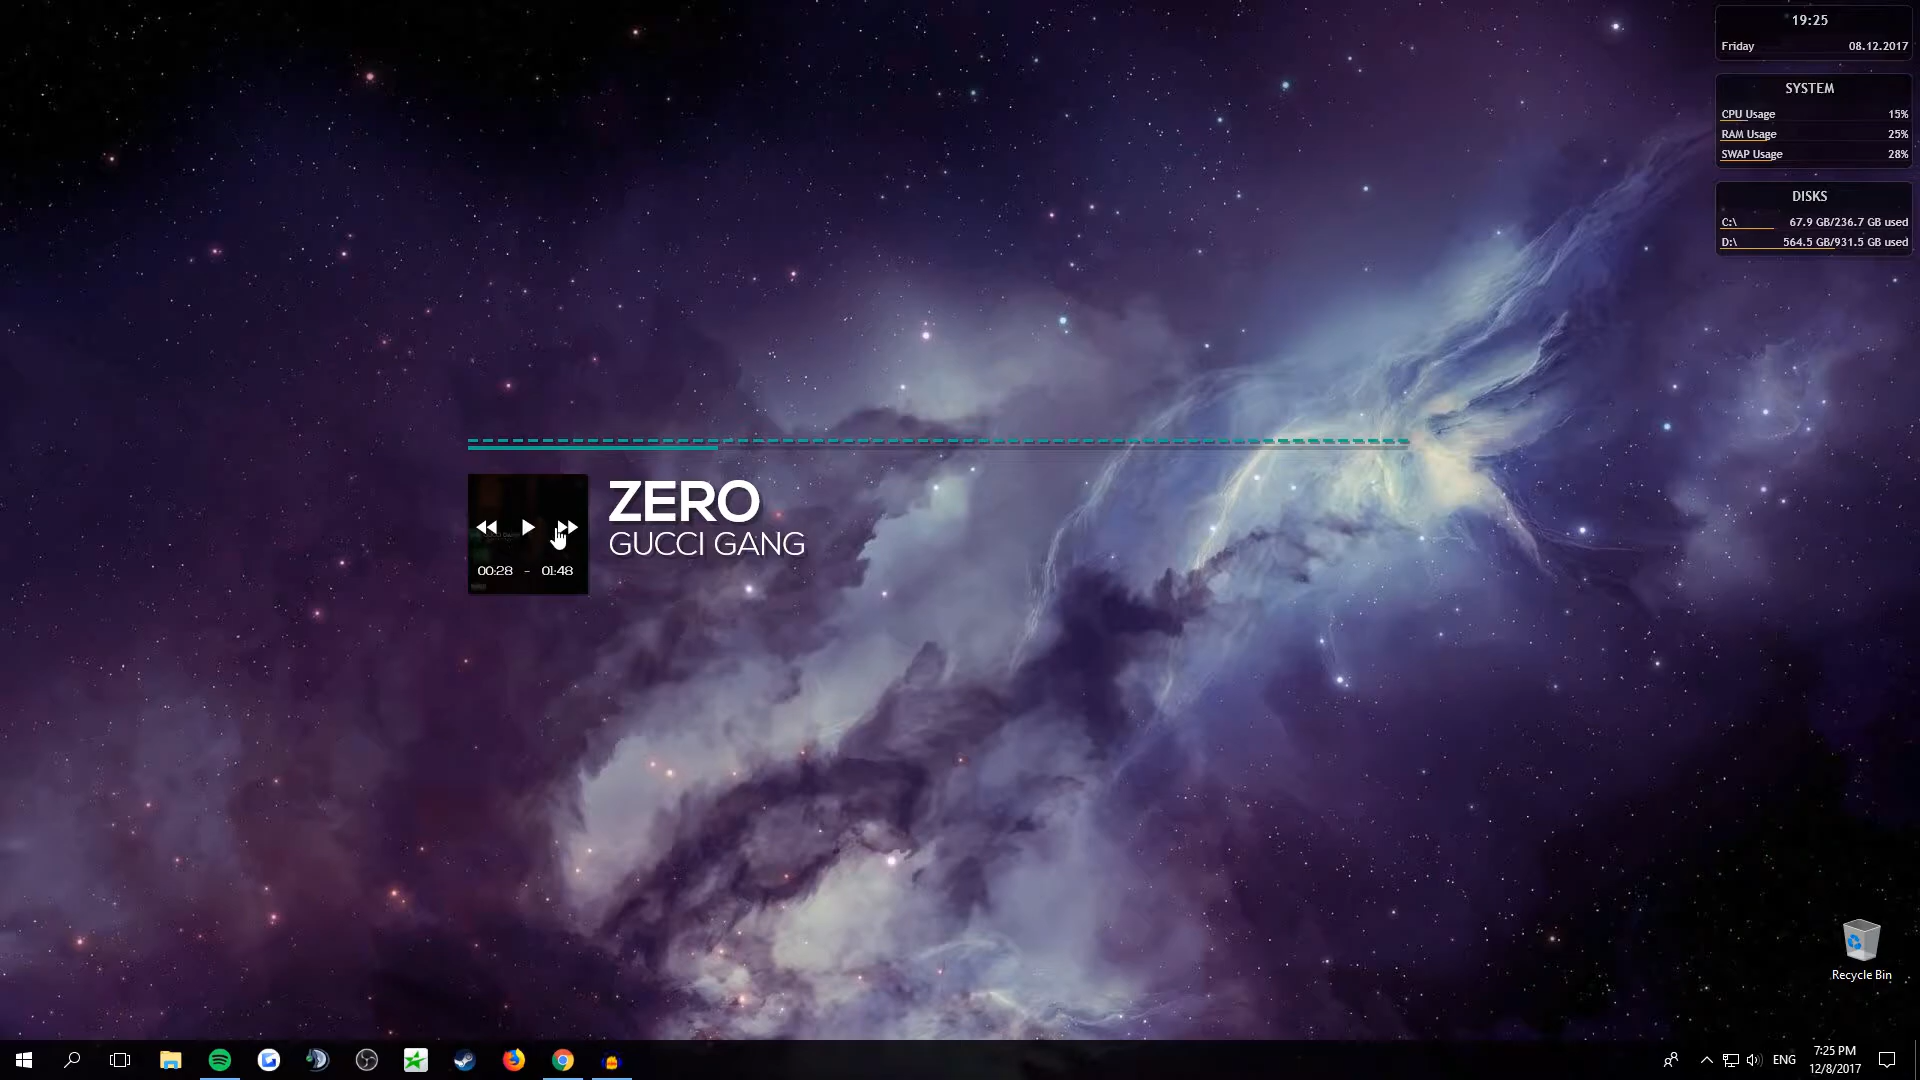 19:25
Friday 08.12.2017
SYSTEM
CPU Usage 15%
RAM Usage 25%
SWAP Usage 28%
DISKS
C:\ 67.9 GB/236.7 GB used
D:\ 564.5 GB/931.5 GB used
ZERO
GUCCI GANG
00:28 - 01:48
Recycle Bin
ENG
7:25 PM
12/8/2017